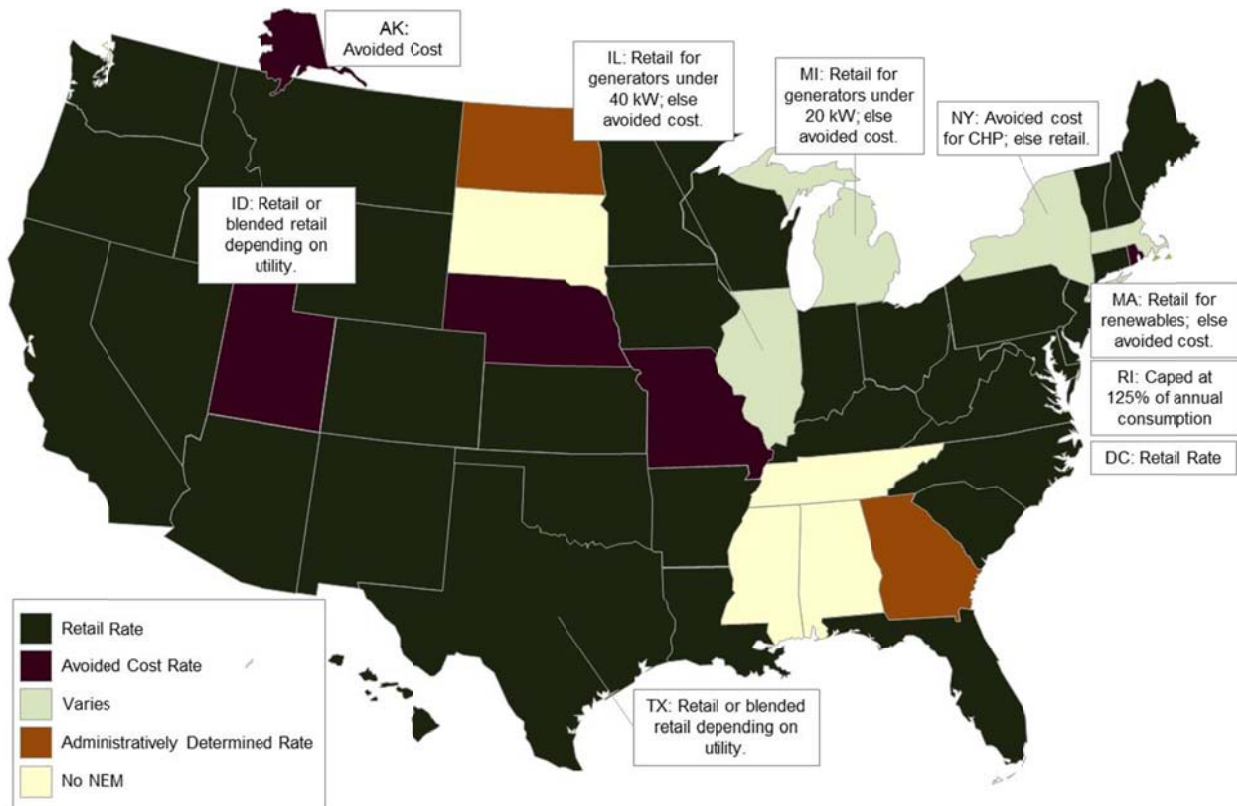 AK:
Avoided Cost
IL: Retail for
generators under
40 kW; else
avoided cost.
MI: Retail for
generators under
20 kW; else
avoided cost.
NY: Avoided cost
for CHP; else retail.
ID: Retail or
blended retail
depending on
utility.
MA: Retail for
renewables; else
avoided cost.
RI: Caped at
125% of annual
consumption
DC: Retail Rate
TX: Retail or blended
retail depending on
utility.
Retail Rate
Avoided Cost Rate
Varies
Administratively Determined Rate
No NEM